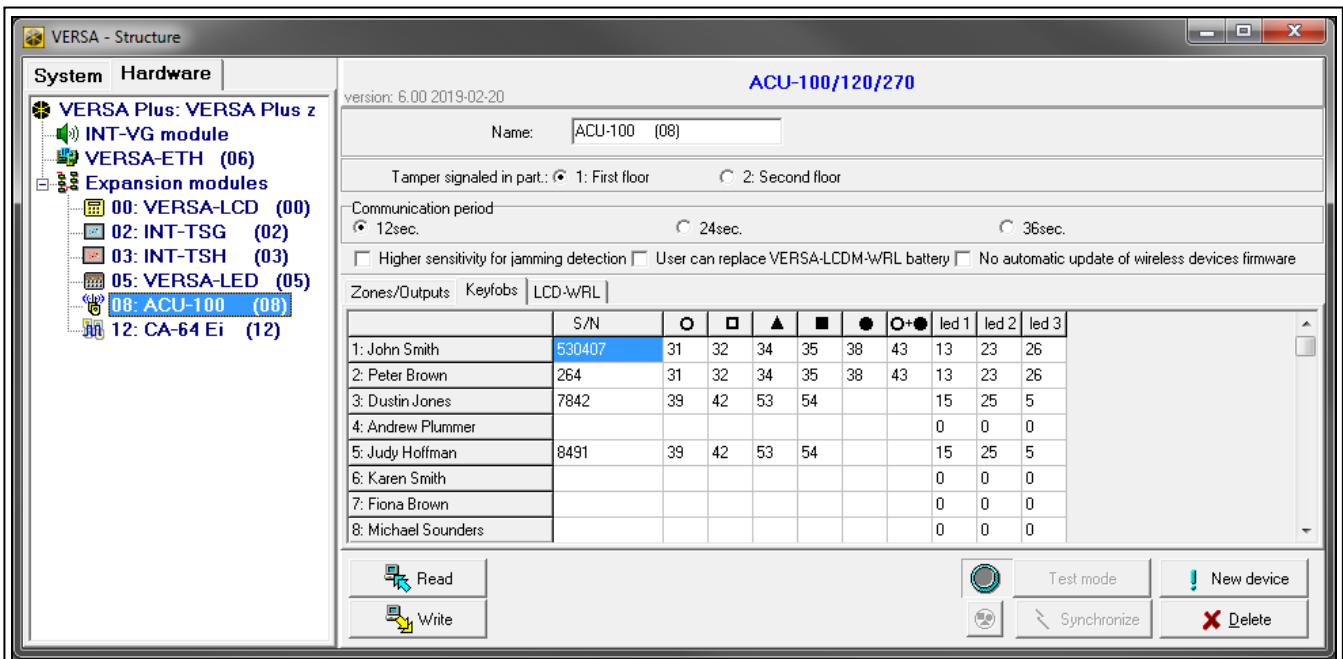 VERSA - Structure
System Hardware
VERSA Plus: VERSA Plus z
INT-VG module
VERSA-ETH (06)
Expansion modules
00: VERSA-LCD (00)
02: INT-TSG (02)
03: INT-TSH (03)
05: VERSA-LED (05)
08: ACU-100 (08)
12: CA-64 Ei (12)
ACU-100/120/270
version: 6.00 2019-02-20
Name: ACU-100 (08)
Tamper signaled in part.: 1: First floor 2: Second floor
Communication period
12sec. 24sec. 36sec.
Higher sensitivity for jamming detection User can replace VERSA-LCDM-WRL battery No automatic update of wireless devices firmware
Zones/Outputs Keyfobs LCD-WRL
S/N led 1 led 2 led 3
1: John Smith 530407 31 32 34 35 38 43 13 23 26
2: Peter Brown 264 31 32 34 35 38 43 13 23 26
3: Dustin Jones 7842 39 42 53 54 15 25 5
4: Andrew Plummer 0 0 0
5: Judy Hoffman 8491 39 42 53 54 15 25 5
6: Karen Smith 0 0 0
7: Fiona Brown 0 0 0
8: Michael Sounders 0 0 0
Read Test mode New device
Write Synchronize Delete